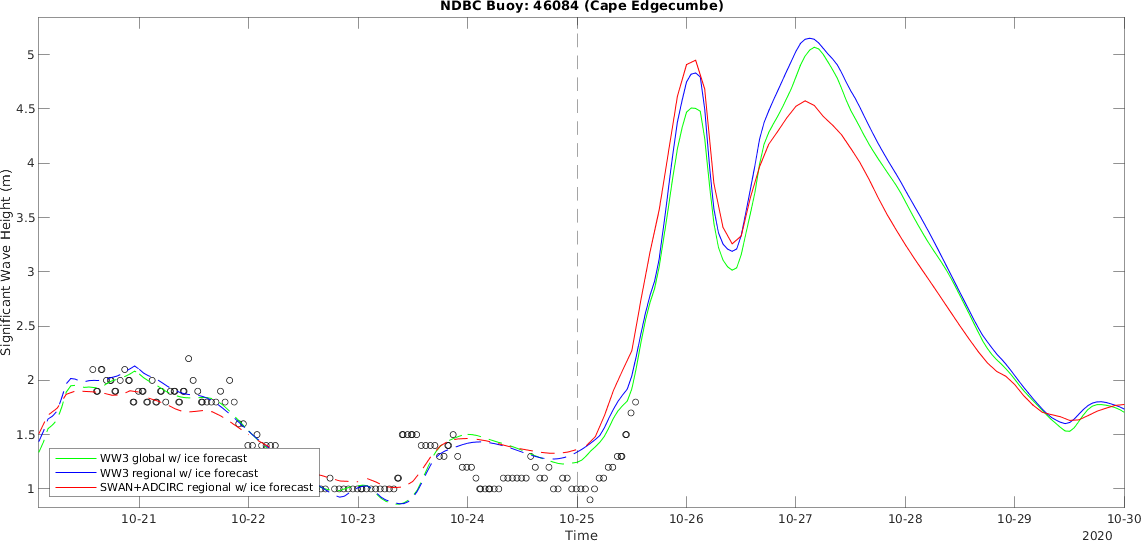 NDBC Buoy: 46084 (Cape Edgecumbe)
Significant Wave Height (m)
5
4.5
4
3.5
3
2.5
2
1.5
1
WW3 global w/ ice forecast
WW3 regional w/ ice forecast
SWAN+ADCIRC regional w/ ice forecast
10-21 10-22 10-23 10-24 10-25 10-26 10-27 10-28 10-29 10-30
Time
2020